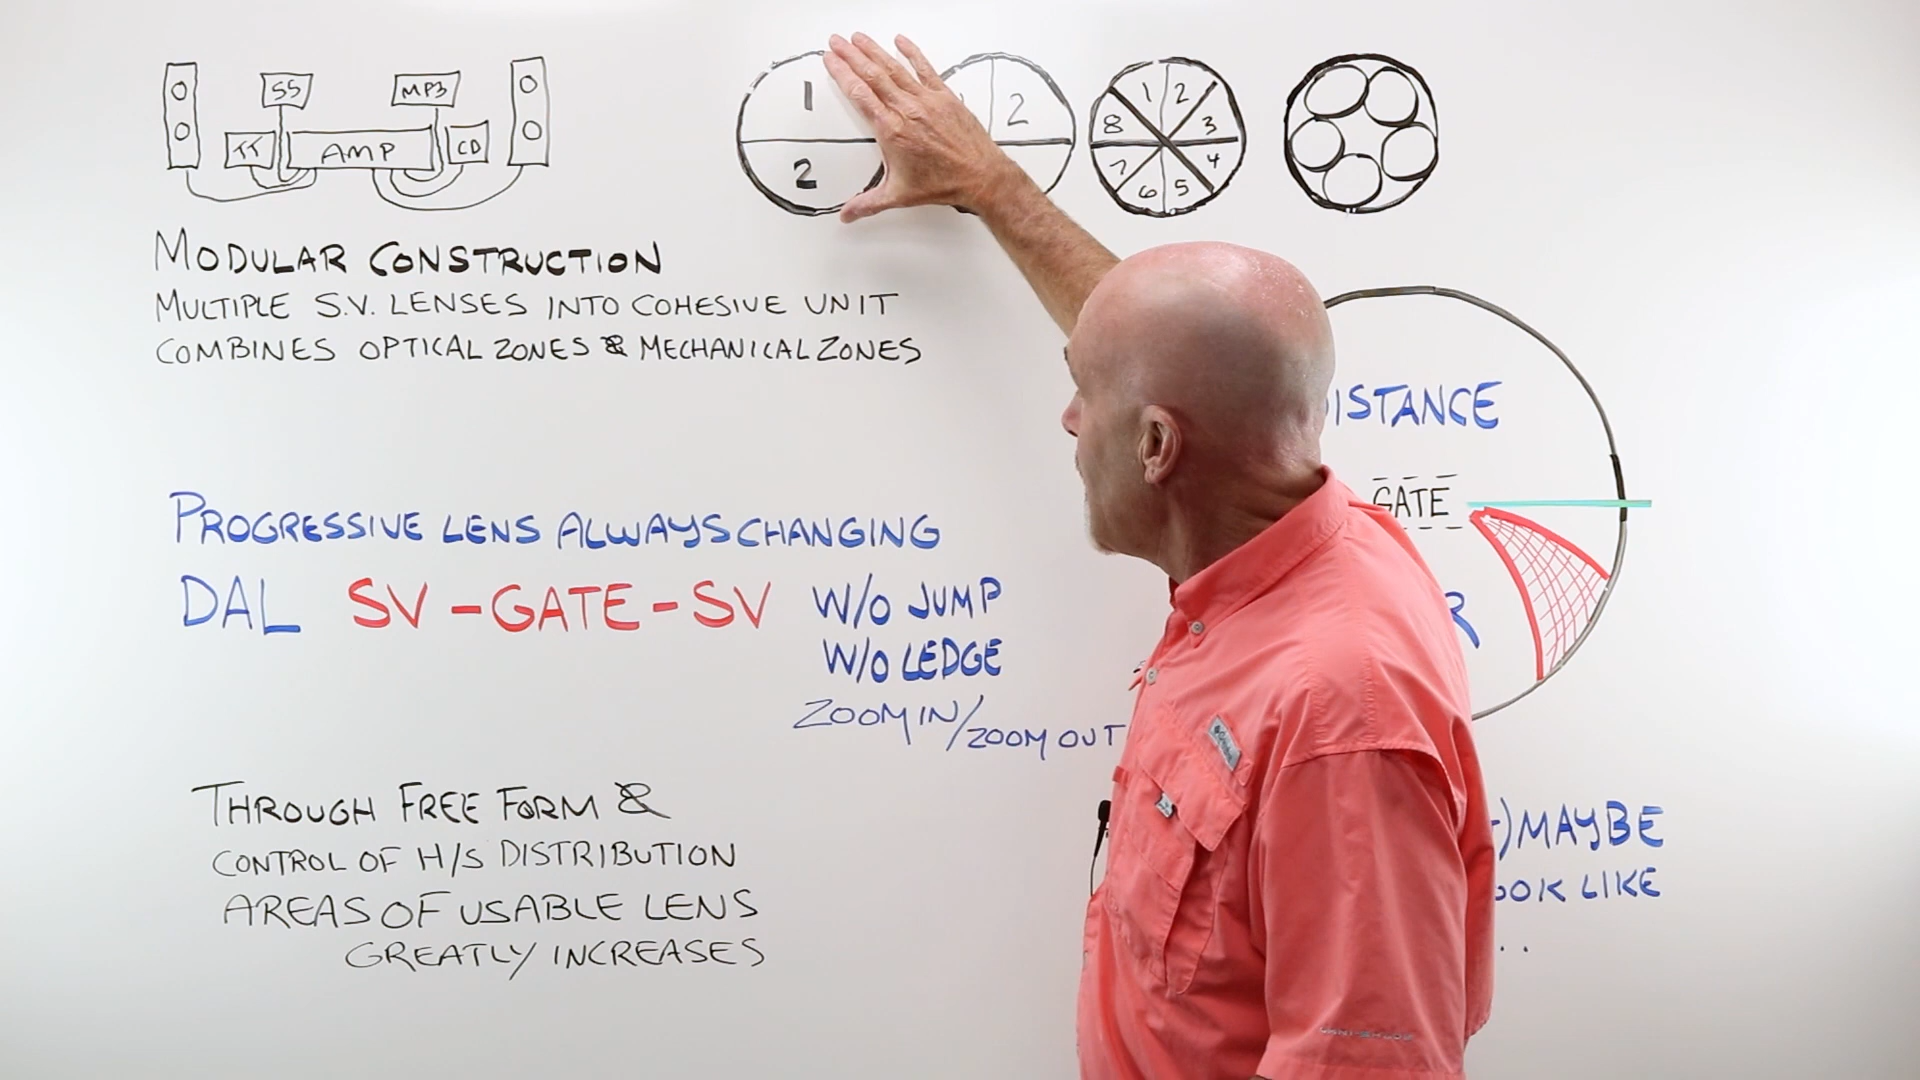 SS
MP3
TT
AMP
CD
1
2
2
1 2
8 3
7 4
6 5
MODULAR CONSTRUCTION
MULTIPLE S.V. LENSES INTO COHESIVE UNIT
COMBINES OPTICAL ZONES & MECHANICAL ZONES
ISTANCE
GATE
R
PROGRESSIVE LENS ALWAYS CHANGING
DAL SV-GATE-SV W/O JUMP
W/O LEDGE
ZOOM IN/ZOOM OUT
THROUGH FREE FORM &
CONTROL OF H/S DISTRIBUTION
AREAS OF USABLE LENS
GREATLY INCREASES
-) MAYBE
OOK LIKE
..